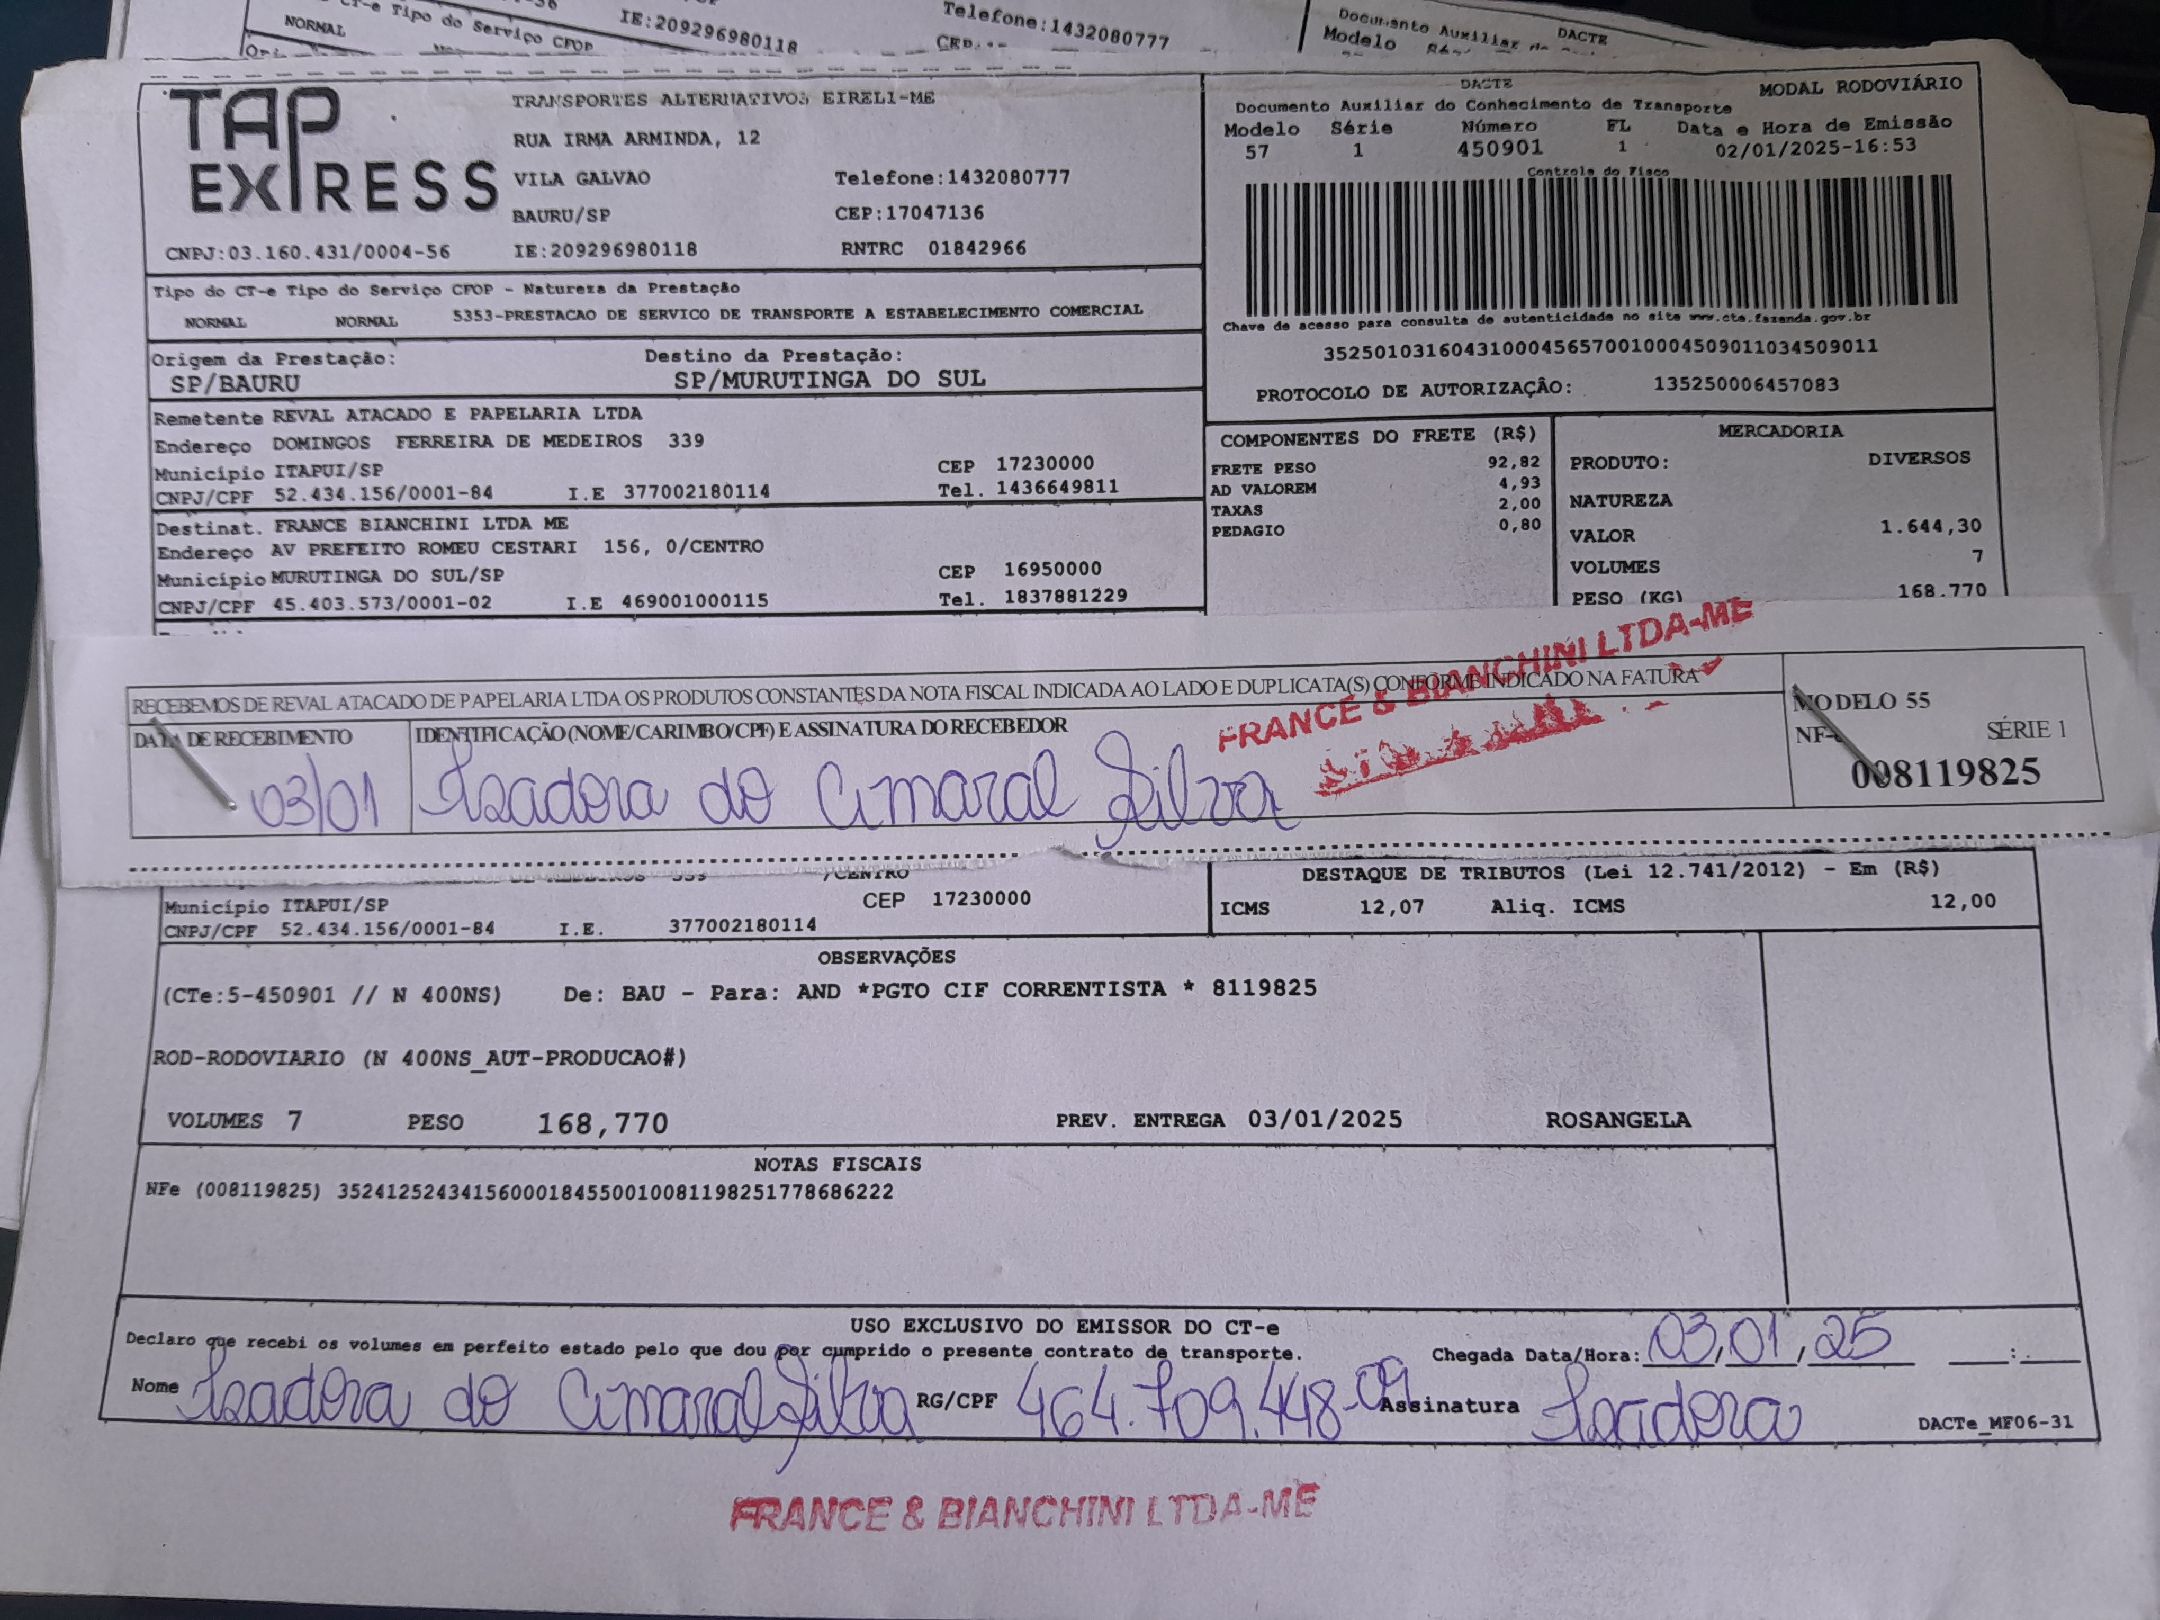 NORMAL
Tipo do Serviço CFOP
IE:209296980118
Telefone:1432080777
Documento Auxiliar
DACTE
Modelo
TAP EXPRESS
TRANSPORTES ALTERNATIVOS EIRELI-ME
RUA IRMA ARMINDA, 12
VILA GALVAO Telefone:1432080777
BAURU/SP CEP:17047136
CNPJ:03.160.431/0004-56 IE:209296980118 RNTRC 01842966
DACTE MODAL RODOVIÁRIO
Documento Auxiliar do Conhecimento de Transporte
Modelo Série Número FL Data e Hora de Emissão
57 1 450901 1 02/01/2025-16:53
Controle do Fisco
Chave de acesso para consulta de autenticidade no site www.cte.fazenda.gov.br
35250103160431000456570010004509011034509011
PROTOCOLO DE AUTORIZAÇÃO: 135250006457083
Tipo do CT-e Tipo do Serviço CFOP - Natureza da Prestação
NORMAL NORMAL 5353-PRESTACAO DE SERVICO DE TRANSPORTE A ESTABELECIMENTO COMERCIAL
Origem da Prestação: Destino da Prestação:
SP/BAURU SP/MURUTINGA DO SUL
Remetente REVAL ATACADO E PAPELARIA LTDA
Endereço DOMINGOS FERREIRA DE MEDEIROS 339
Município ITAPUI/SP CEP 17230000
CNPJ/CPF 52.434.156/0001-84 I.E 377002180114 Tel. 1436649811
Destinat. FRANCE BIANCHINI LTDA ME
Endereço AV PREFEITO ROMEU CESTARI 156, 0/CENTRO
Município MURUTINGA DO SUL/SP CEP 16950000
CNPJ/CPF 45.403.573/0001-02 I.E 469001000115 Tel. 1837881229
COMPONENTES DO FRETE (R$)
FRETE PESO 92,82
AD VALOREM 4,93
TAXAS 2,00
PEDAGIO 0,80
MERCADORIA
PRODUTO: DIVERSOS
NATUREZA
VALOR 1.644,30
VOLUMES 7
PESO (KG) 168.770
FRANCE & BIANCHINI LTDA-ME
RECEBEMOS DE REVAL ATACADO DE PAPELARIA LTDA OS PRODUTOS CONSTANTES DA NOTA FISCAL INDICADA AO LADO E DUPLICATA(S) CONFORME INDICADO NA FATURA
DATA DE RECEBIMENTO IDENTIFICAÇÃO (NOME/CARIMBO/CPF) E ASSINATURA DO RECEBEDOR
03/01 Izadora do Amaral Silva
MODELO 55
SÉRIE 1
008119825
339 /CENTRO
Município ITAPUI/SP CEP 17230000
CNPJ/CPF 52.434.156/0001-84 I.E. 377002180114
DESTAQUE DE TRIBUTOS (Lei 12.741/2012) - Em (R$)
ICMS 12,07 Aliq. ICMS 12,00
OBSERVAÇÕES
(CTe:5-450901 // N 400NS) De: BAU - Para: AND *PGTO CIF CORRENTISTA * 8119825
ROD-RODOVIARIO (N 400NS_AUT-PRODUCAO#)
VOLUMES 7 PESO 168,770 PREV. ENTREGA 03/01/2025 ROSANGELA
NOTAS FISCAIS
NFe (008119825) 35241252434156000184550010081198251778686222
USO EXCLUSIVO DO EMISSOR DO CT-e
Declaro que recebi os volumes em perfeito estado pelo que dou por cumprido o presente contrato de transporte. Chegada Data/Hora: 03,01,25 :
Nome Izadora do Amaral Silva RG/CPF 464.709.448-09 Assinatura Izadora
DACTe_MF06-31
FRANCE & BIANCHINI LTDA-ME